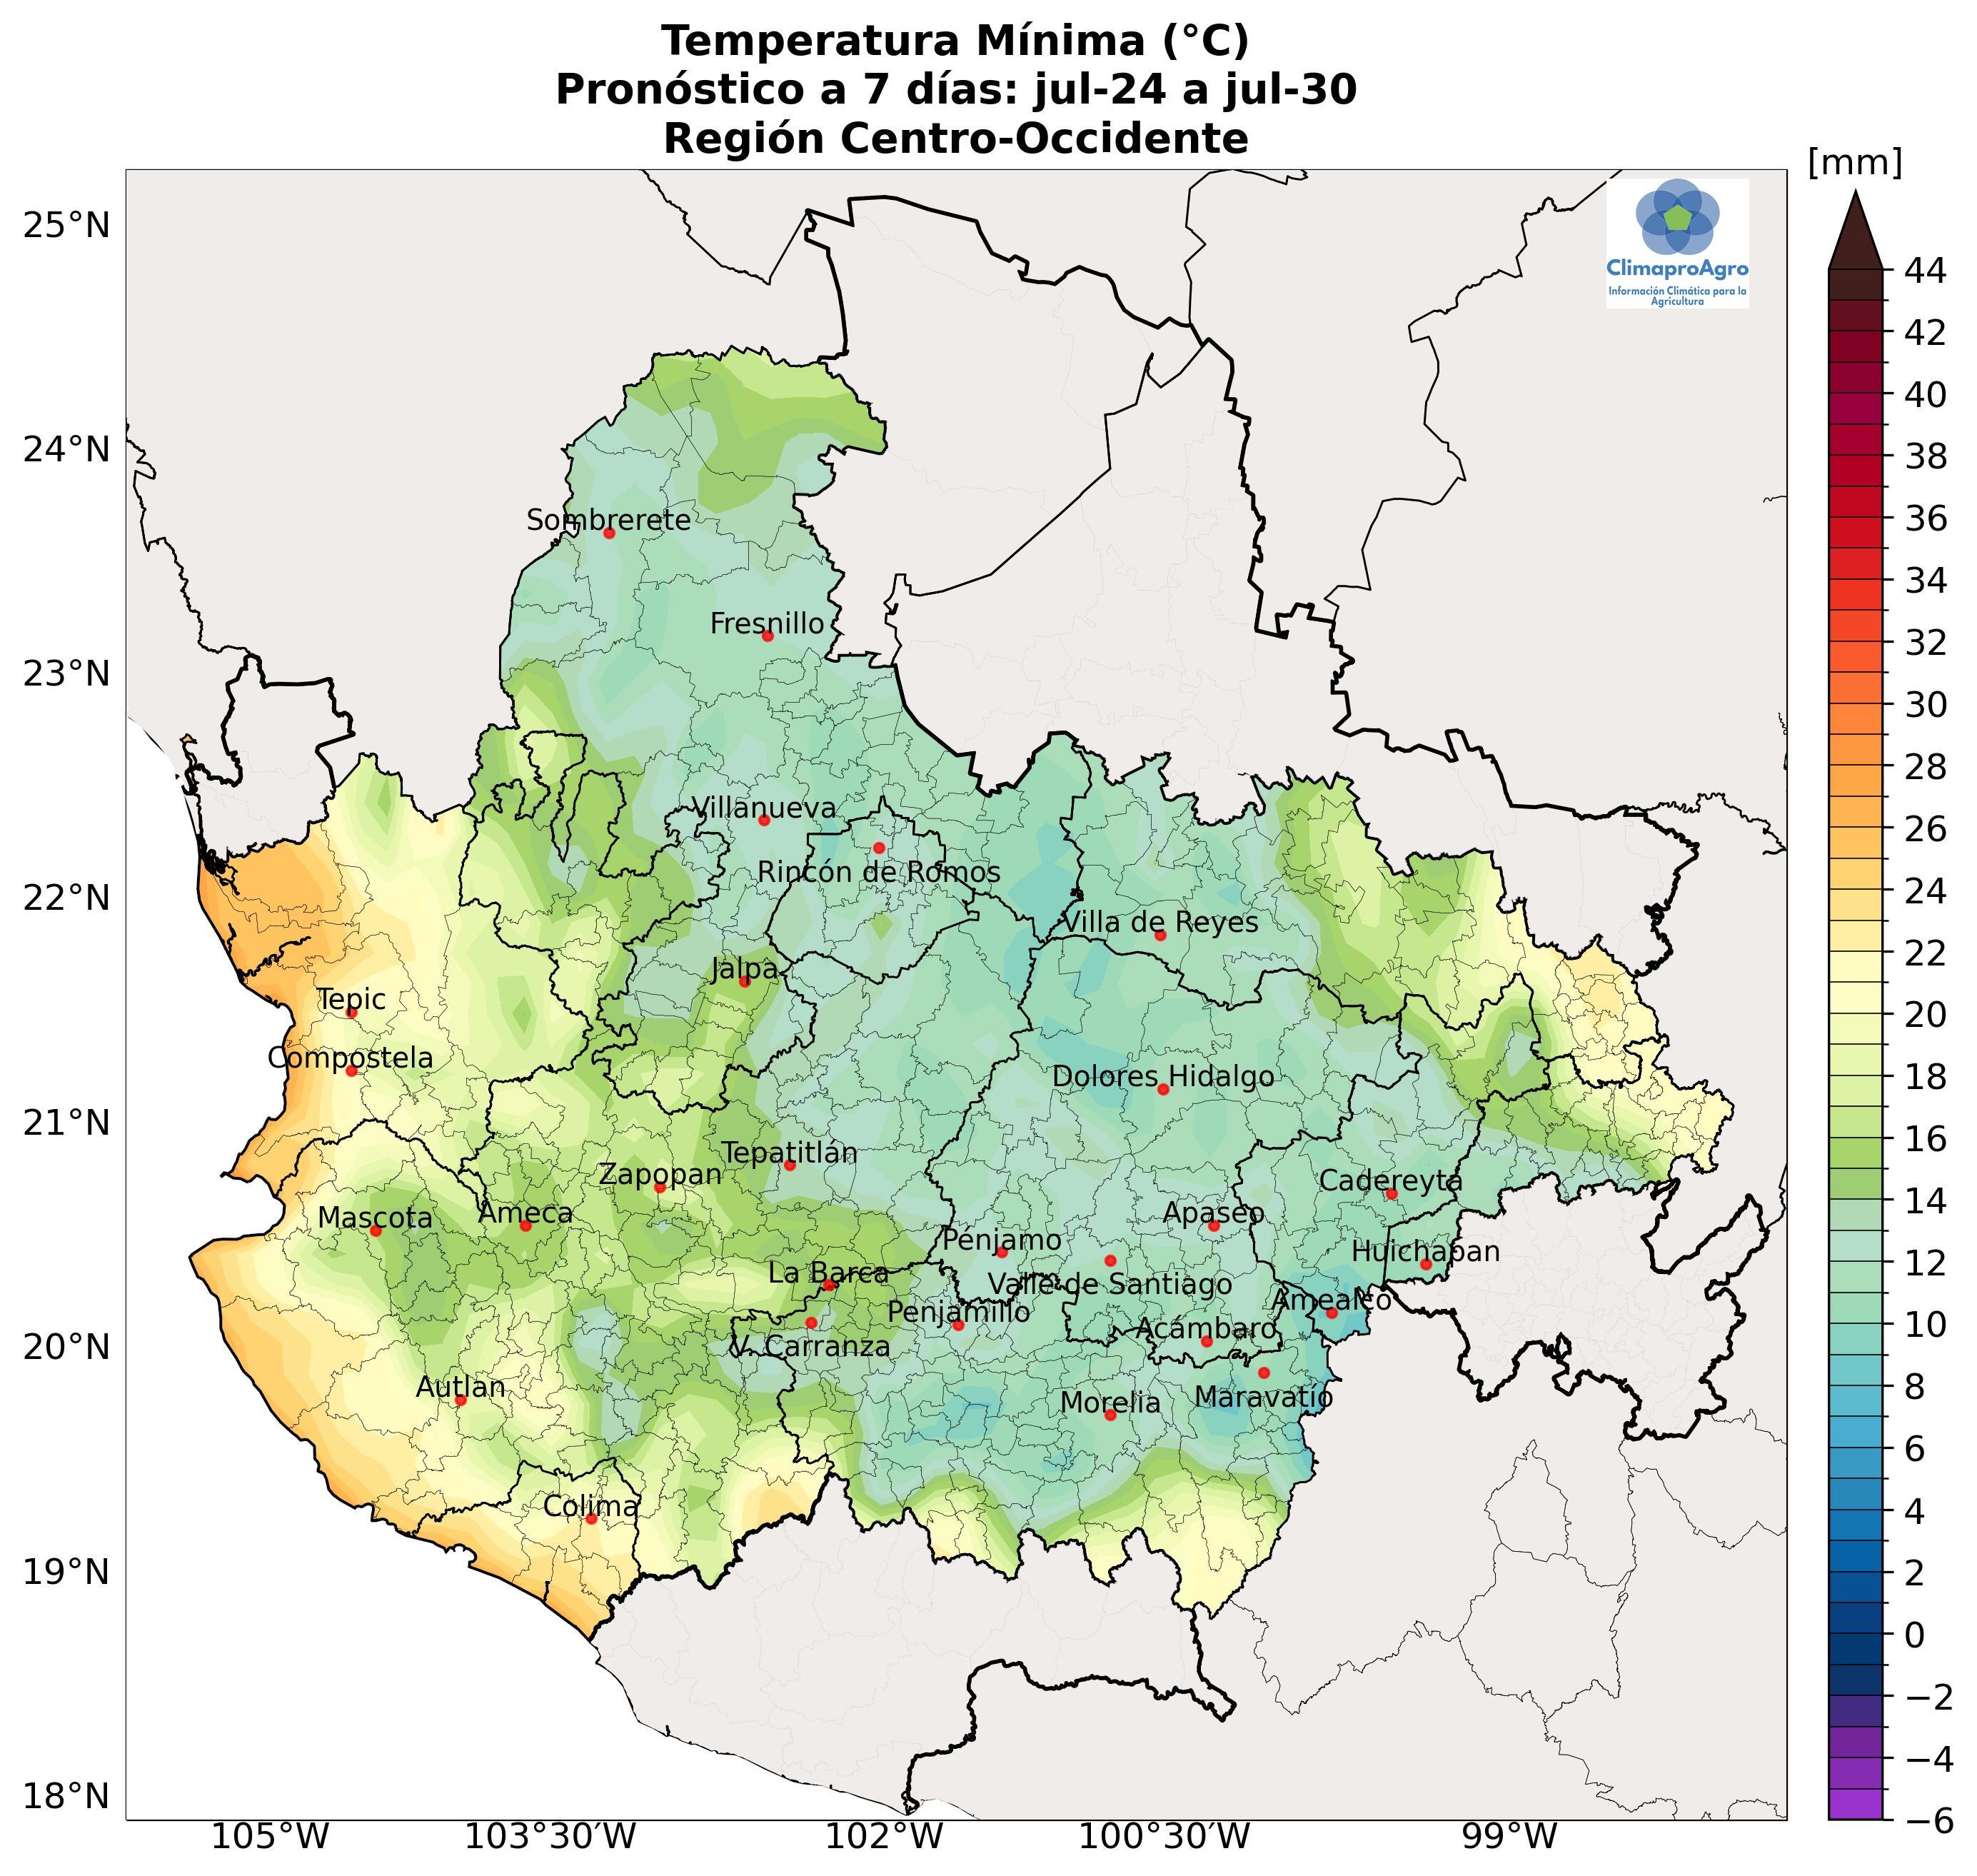 Temperatura Mínima (°C)
Pronóstico a 7 días: jul-24 a jul-30
Región Centro-Occidente
[mm]
25°N
24°N
23°N
22°N
21°N
20°N
19°N
18°N
ClimaproAgro
Información Climática para la
Agricultura
Sombrerete
Fresnillo
Villanueva
Rincón de Romos
Villa de Reyes
Jalpa
Tepic
Compostela
Dolores Hidalgo
Tepatitlán
Zapopan
Cadereyta
Mascota
Ameca
Apaseo
Pénjamo
Huichapan
La Barca
Valle de Santiago
Amealco
Penjamillo
Acámbaro
V. Carranza
Autlan
Maravatío
Morelia
Colima
44
42
40
38
36
34
32
30
28
26
24
22
20
18
16
14
12
10
8
6
4
2
0
−2
−4
−6
105°W
103°30′W
102°W
100°30′W
99°W